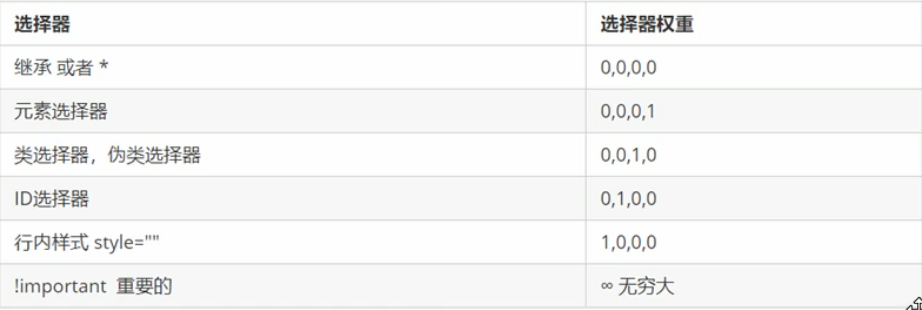 选择器 选择器权重
继承 或者 * 0,0,0,0
元素选择器 0,0,0,1
类选择器，伪类选择器 0,0,1,0
ID选择器 0,1,0,0
行内样式 style="" 1,0,0,0
!important 重要的 ∞ 无穷大